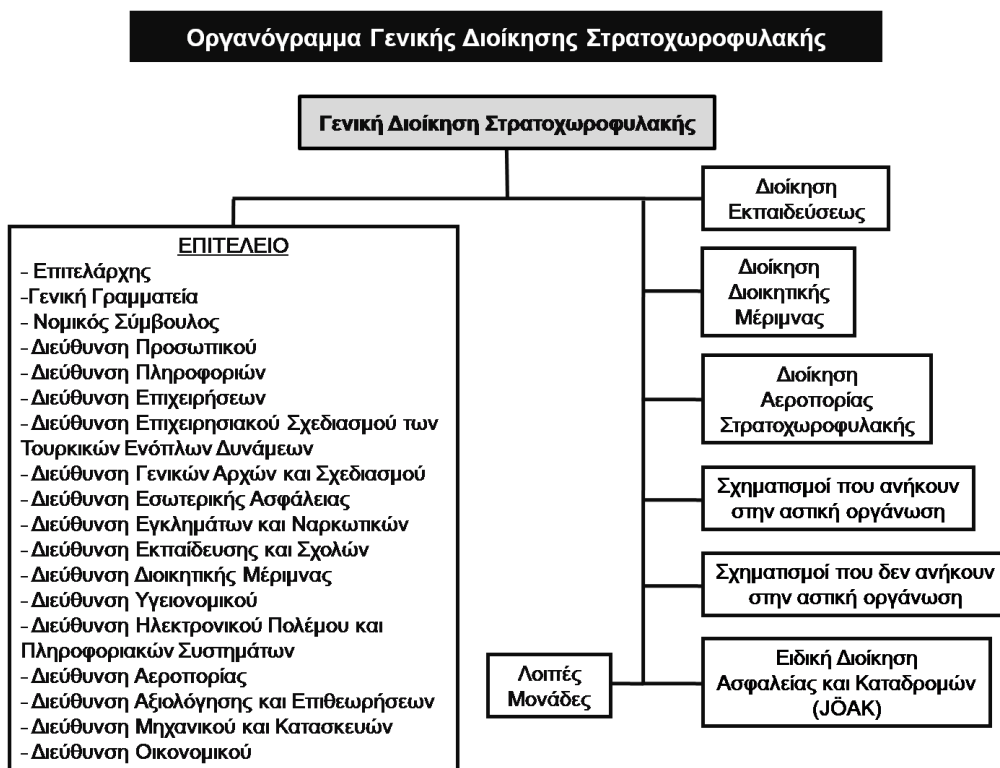 Οργανόγραμμα Γενικής Διοίκησης Στρατοχωροφυλακής
Γενική Διοίκηση Στρατοχωροφυλακής
ΕΠΙΤΕΛΕΙΟ
- Επιτελάρχης
-Γενική Γραμματεία
- Νομικός Σύμβουλος
- Διεύθυνση Προσωπικού
- Διεύθυνση Πληροφοριών
- Διεύθυνση Επιχειρήσεων
- Διεύθυνση Επιχειρησιακού Σχεδιασμού των
Τουρκικών Ενόπλων Δυνάμεων
- Διεύθυνση Γενικών Αρχών και Σχεδιασμού
- Διεύθυνση Εσωτερικής Ασφάλειας
- Διεύθυνση Εγκλημάτων και Ναρκωτικών
- Διεύθυνση Εκπαίδευσης και Σχολών
- Διεύθυνση Διοικητικής Μέριμνας
- Διεύθυνση Υγειονομικού
- Διεύθυνση Ηλεκτρονικού Πολέμου και
Πληροφοριακών Συστημάτων
- Διεύθυνση Αεροπορίας
- Διεύθυνση Αξιολόγησης και Επιθεωρήσεων
- Διεύθυνση Μηχανικού και Κατασκευών
- Διεύθυνση Οικονομικού
Διοίκηση
Εκπαιδεύσεως
Διοίκηση
Διοικητικής
Μέριμνας
Διοίκηση
Αεροπορίας
Στρατοχωροφυλακής
Σχηματισμοί που ανήκουν
στην αστική οργάνωση
Σχηματισμοί που δεν ανήκουν
στην αστική οργάνωση
Λοιπές
Μονάδες
Ειδική Διοίκηση
Ασφαλείας και Καταδρομών
(JÖAK)